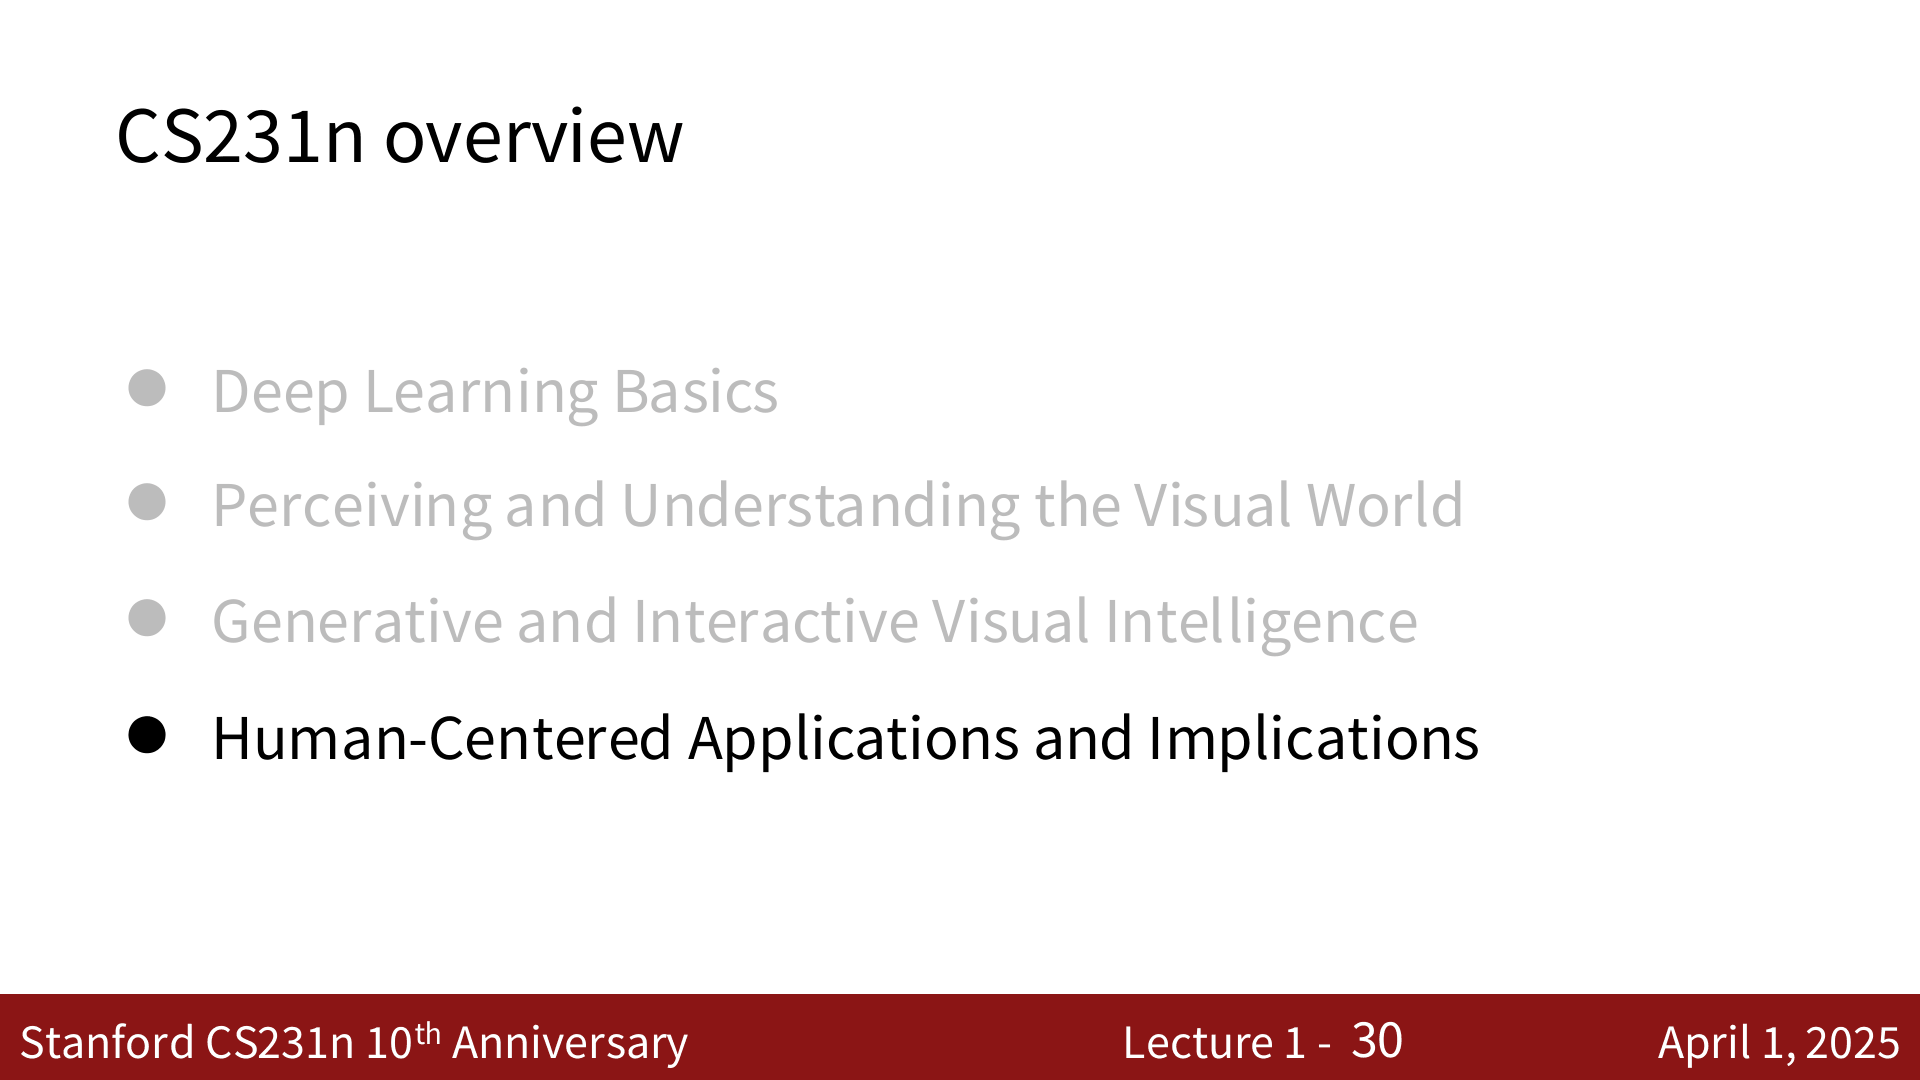 CS231n overview
● Deep Learning Basics
● Perceiving and Understanding the Visual World
● Generative and Interactive Visual Intelligence
● Human-Centered Applications and Implications
Stanford CS231n 10th Anniversary
Lecture 1 - 30
April 1, 2025